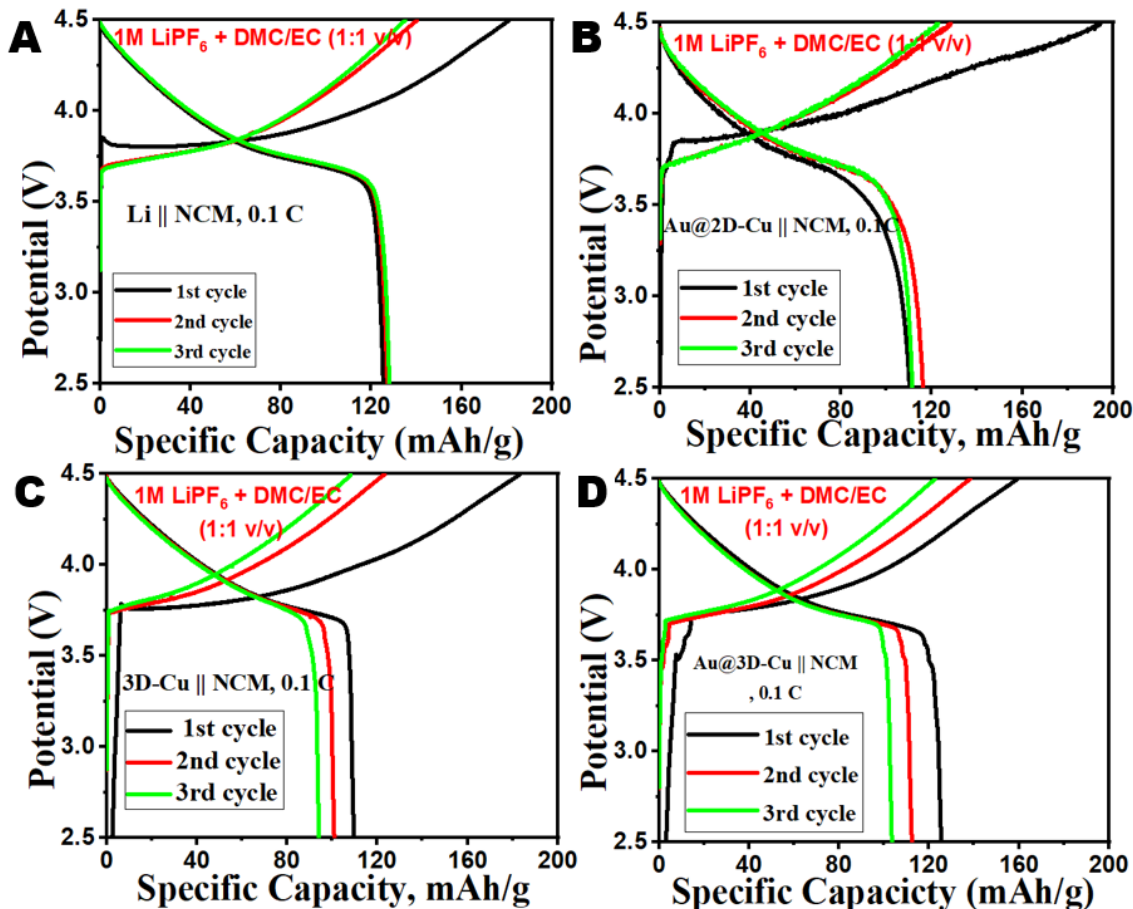 A
4.5
4.0
3.5
3.0
2.5
Potential (V)
1M LiPF6 + DMC/EC (1:1 v/v)
Li || NCM, 0.1 C
1st cycle
2nd cycle
3rd cycle
0 40 80 120 160 200
Specific Capacity (mAh/g)
B
4.5
4.0
3.5
3.0
2.5
Potential (V)
1M LiPF6 + DMC/EC (1:1 v/v)
Au@2D-Cu || NCM, 0.1C
1st cycle
2nd cycle
3rd cycle
0 40 80 120 160 200
Specific Capacity, mAh/g
C
4.5
4.0
3.5
3.0
2.5
Potential (V)
1M LiPF6 + DMC/EC
(1:1 v/v)
3D-Cu || NCM, 0.1 C
1st cycle
2nd cycle
3rd cycle
0 40 80 120 160 200
Specific Capacity, mAh/g
D
4.5
4.0
3.5
3.0
2.5
Potential (V)
1M LiPF6 + DMC/EC
(1:1 v/v)
Au@3D-Cu || NCM
, 0.1 C
1st cycle
2nd cycle
3rd cycle
0 40 80 120 160 200
Specific Capacicty (mAh/g)